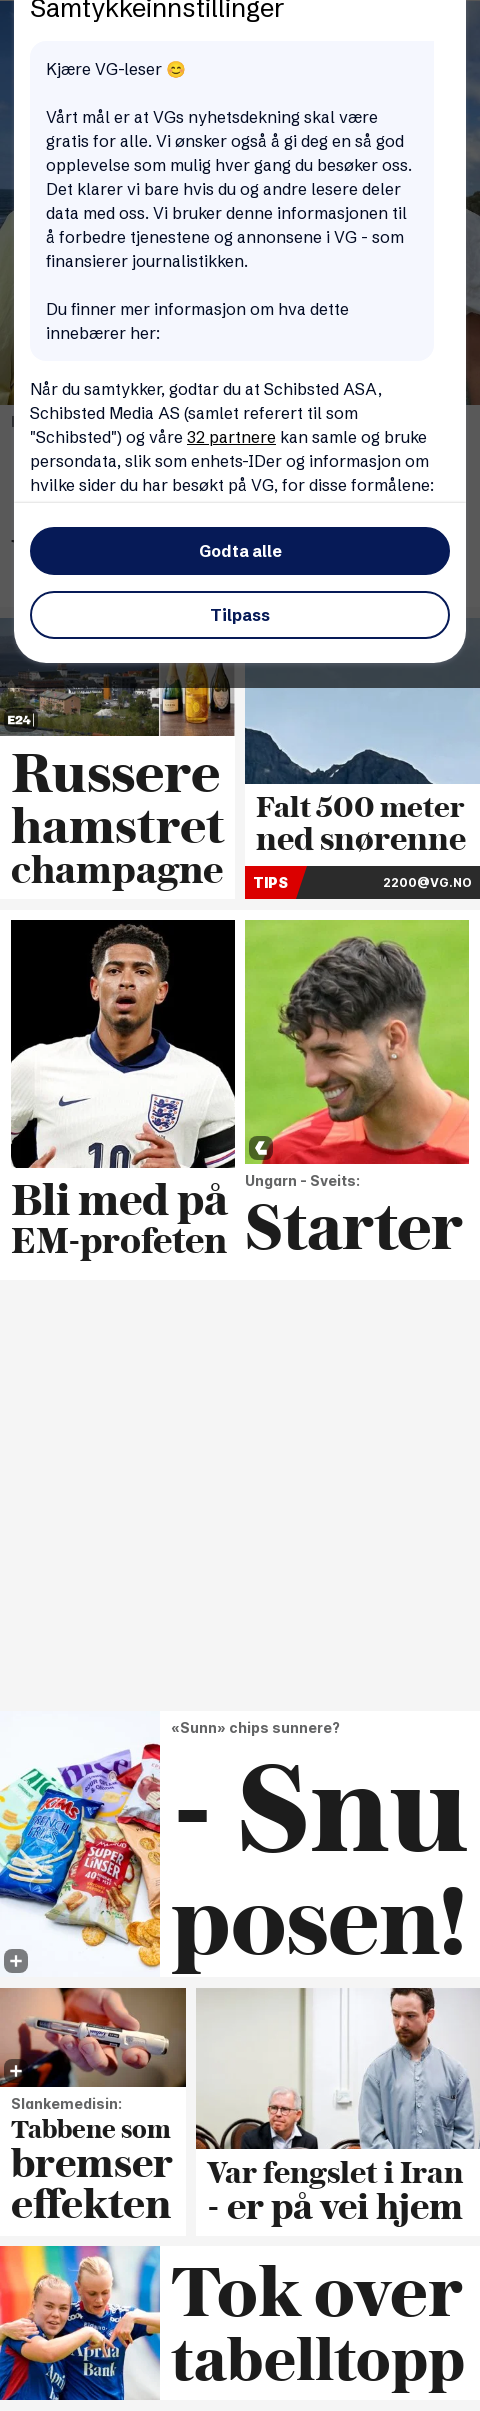 Samtykkeinnstillinger
Kjære VG-leser 😊
Vårt mål er at VGs nyhetsdekning skal være
gratis for alle. Vi ønsker også å gi deg en så god
opplevelse som mulig hver gang du besøker oss.
Det klarer vi bare hvis du og andre lesere deler
data med oss. Vi bruker denne informasjonen til
å forbedre tjenestene og annonsene i VG - som
finansierer journalistikken.
Du finner mer informasjon om hva dette
innebærer her:
Når du samtykker, godtar du at Schibsted ASA,
Schibsted Media AS (samlet referert til som
"Schibsted") og våre 32 partnere kan samle og bruke
persondata, slik som enhets-IDer og informasjon om
hvilke sider du har besøkt på VG, for disse formålene:
Godta alle
Tilpass
E24
Russere
hamstret
champagne
Falt 500 meter
ned snørenne
TIPS
2200@VG.NO
10
Bli med på
EM-profeten
Ungarn - Sveits:
Starter
«Sunn» chips sunnere?
- Snu
posen!
KiMs
FRENCH
SUPER
LINSER
40%
Slankemedisin:
Tabbene som
bremser
effekten
Var fengslet i Iran
- er på vei hjem
Bank
Tok over
tabelltopp